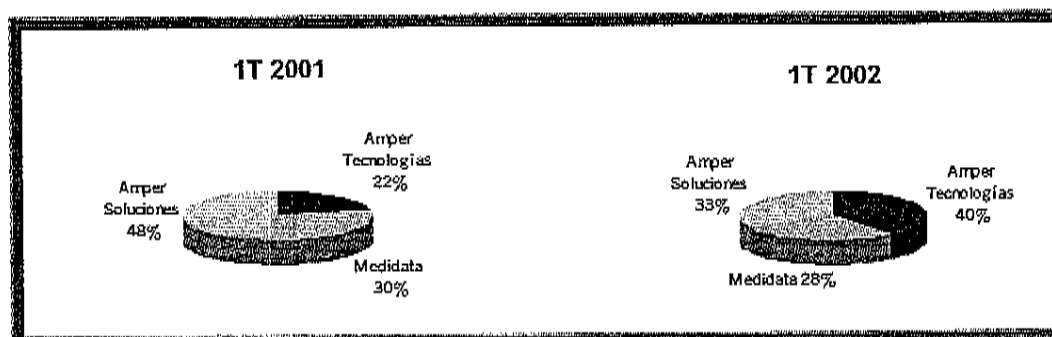 1T 2001
Amper
Tecnologías
22%
Amper
Soluciones
48%
Medidata
30%
1T 2002
Amper
Soluciones
33%
Amper
Tecnologías
40%
Medidata 28%